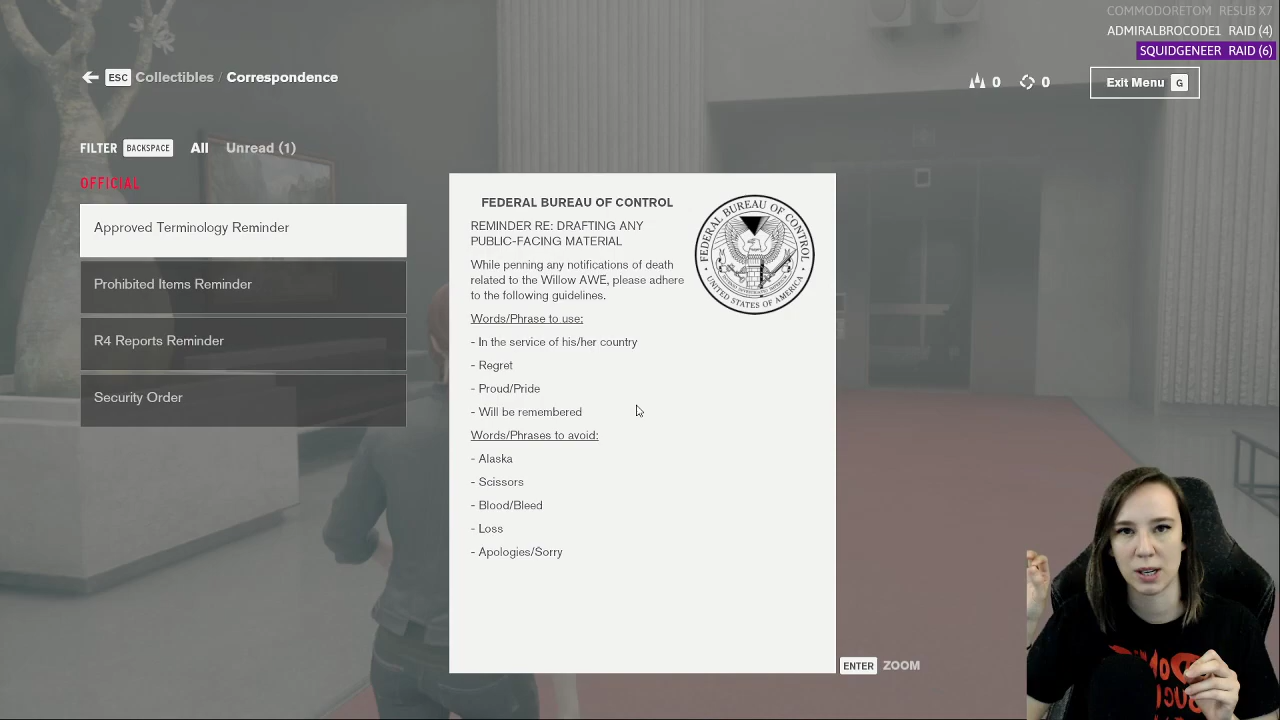 COMMODORETOM RESUB X7
ADMIRALBROCODE1 RAID (4)
SQUIDGENEER RAID (6)
ESC Collectibles / Correspondence
0 0
Exit Menu G
FILTER BACKSPACE All Unread (1)
OFFICIAL
Approved Terminology Reminder
Prohibited Items Reminder
R4 Reports Reminder
Security Order
FEDERAL BUREAU OF CONTROL
REMINDER RE: DRAFTING ANY
PUBLIC-FACING MATERIAL
While penning any notifications of death
related to the Willow AWE, please adhere
to the following guidelines.
Words/Phrase to use:
- In the service of his/her country
- Regret
- Proud/Pride
- Will be remembered
Words/Phrases to avoid:
- Alaska
- Scissors
- Blood/Bleed
- Loss
- Apologies/Sorry
FEDERAL BUREAU OF CONTROL
UNITED STATES OF AMERICA
ENTER ZOOM